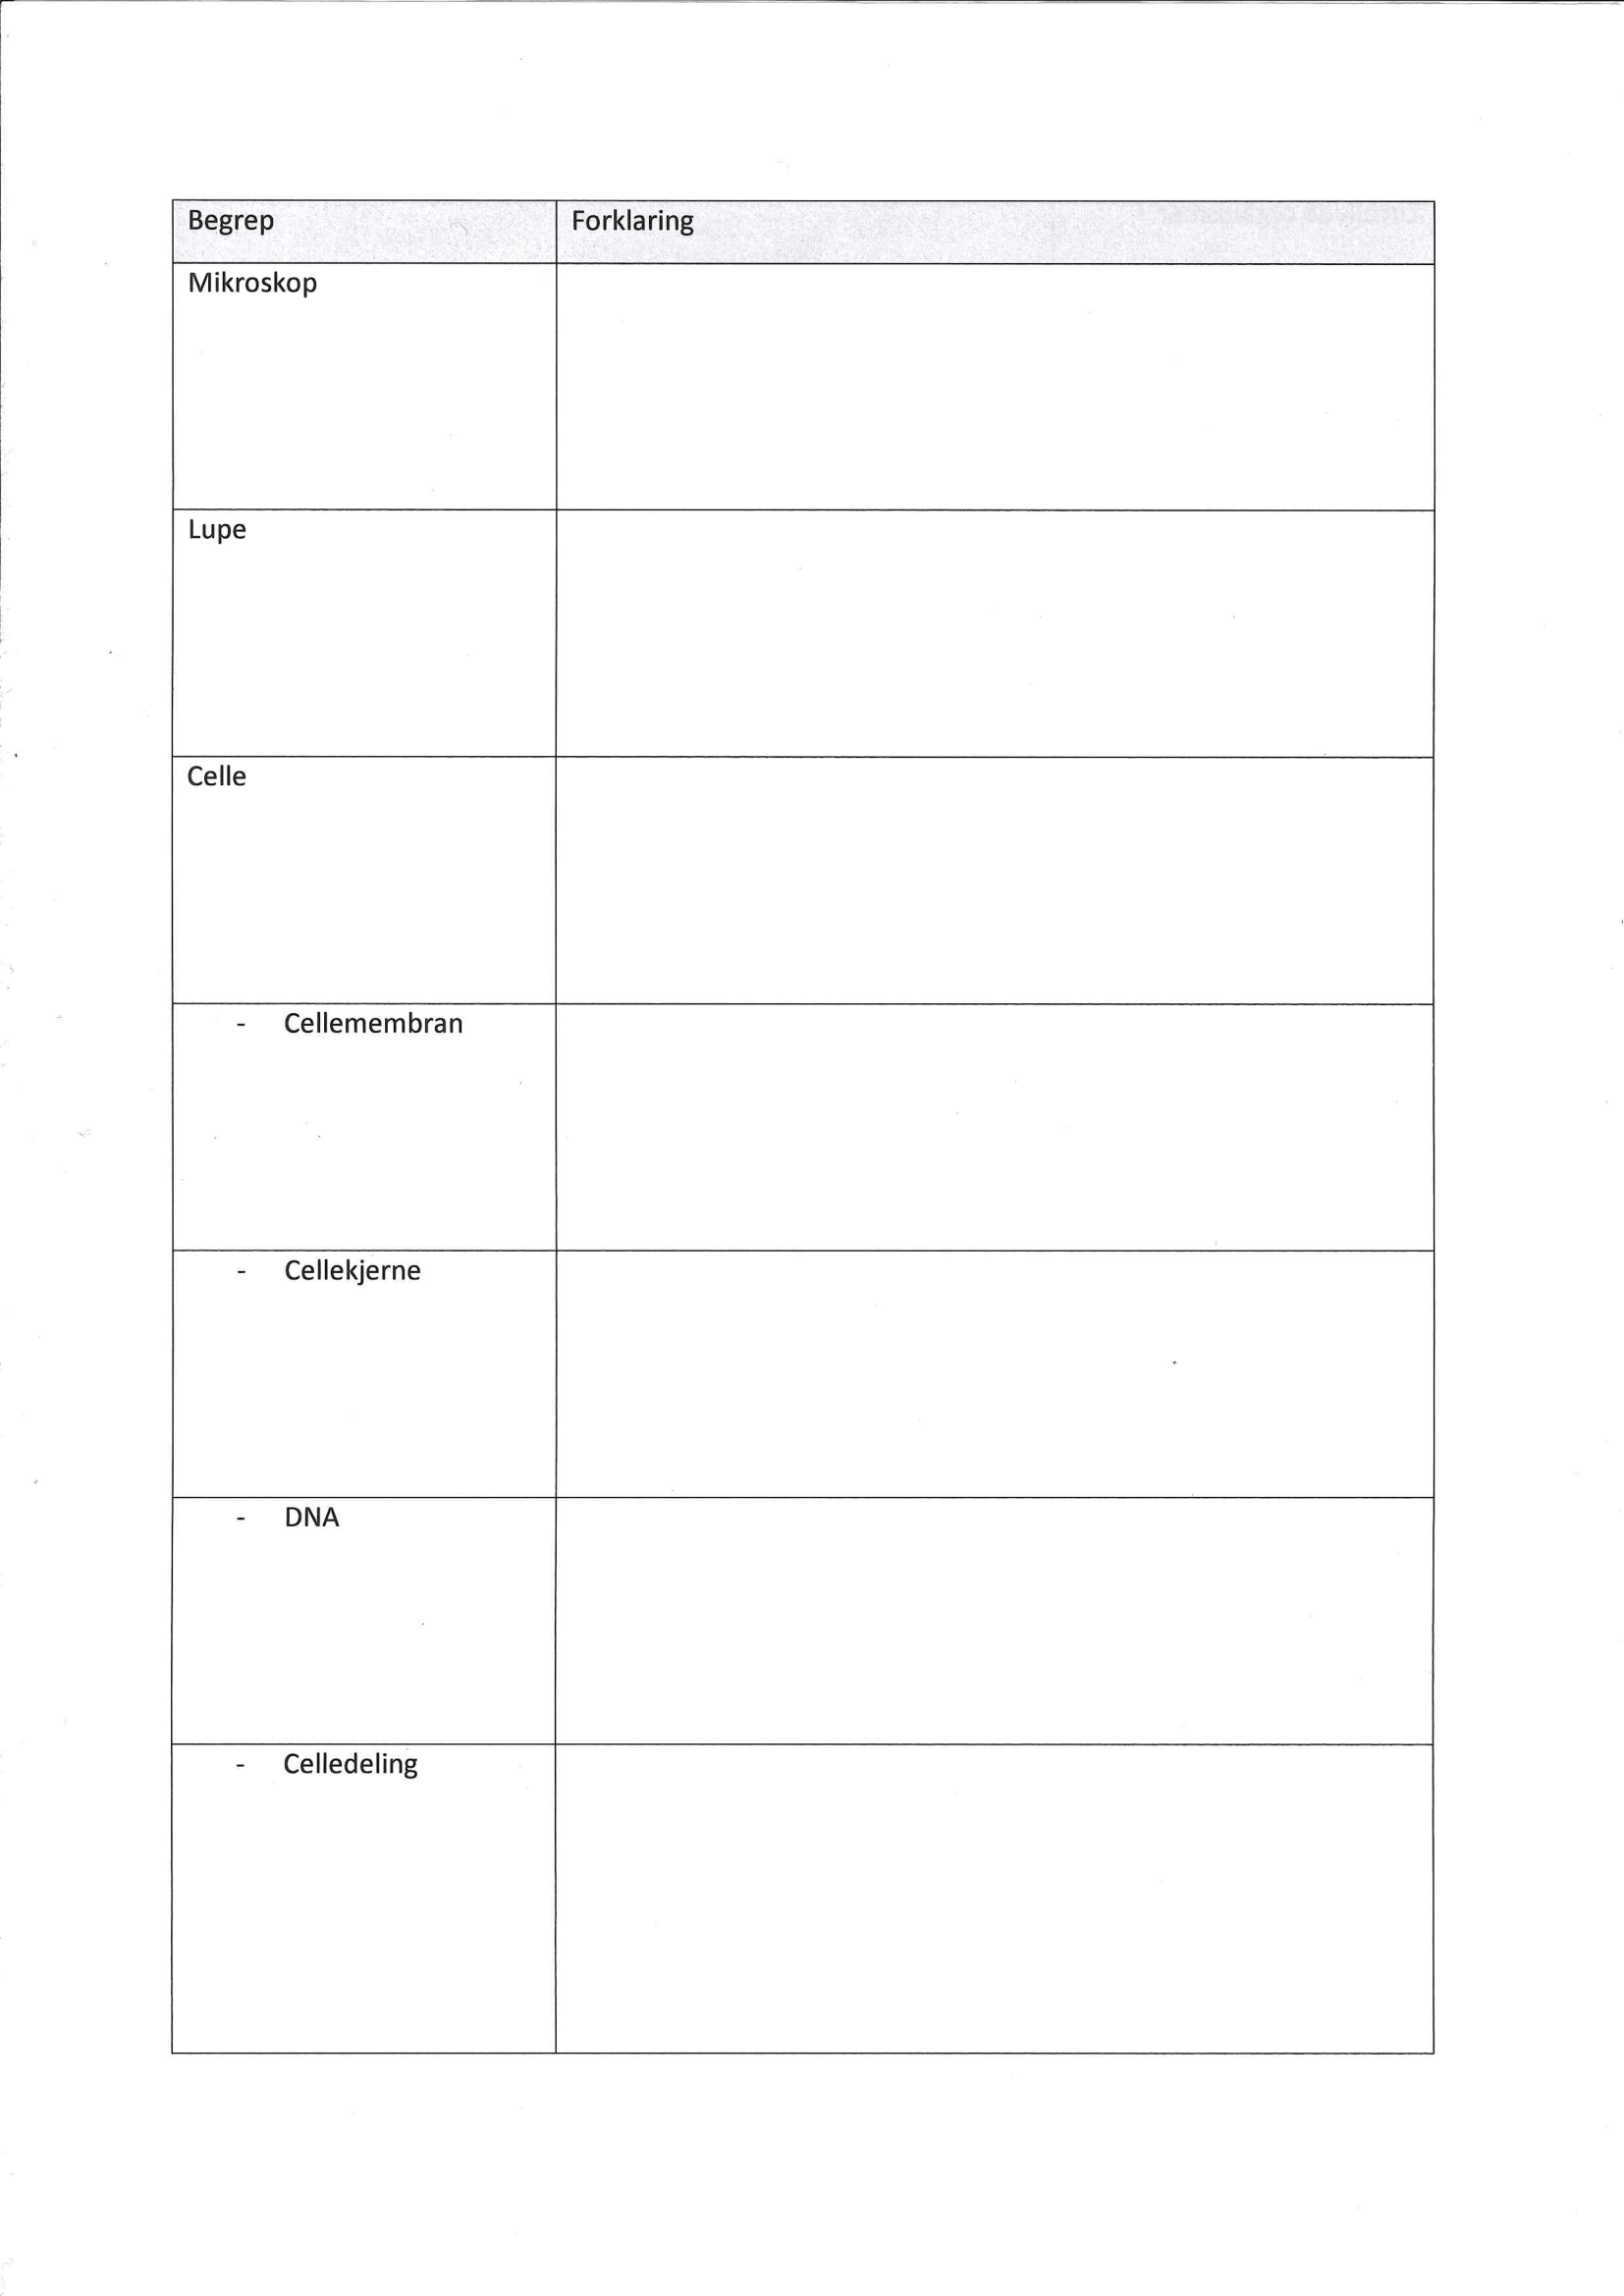 Begrep Forklaring
Mikroskop
Lupe
Celle
- Cellemembran
- Cellekjerne
- DNA
- Celledeling